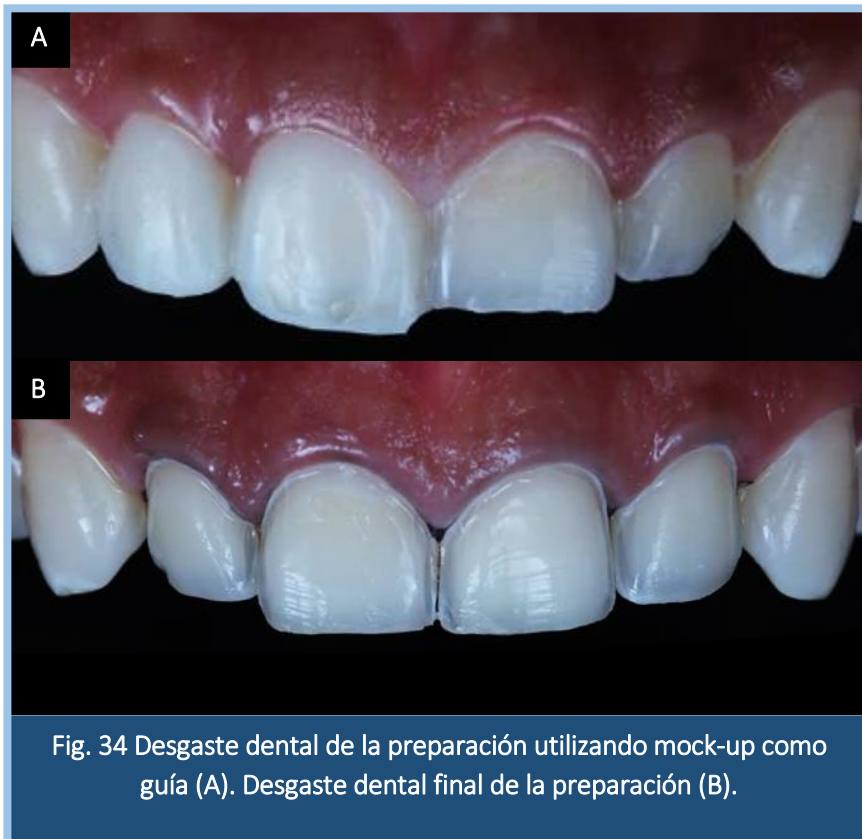 A
B
Fig. 34 Desgaste dental de la preparación utilizando mock-up como
guía (A). Desgaste dental final de la preparación (B).